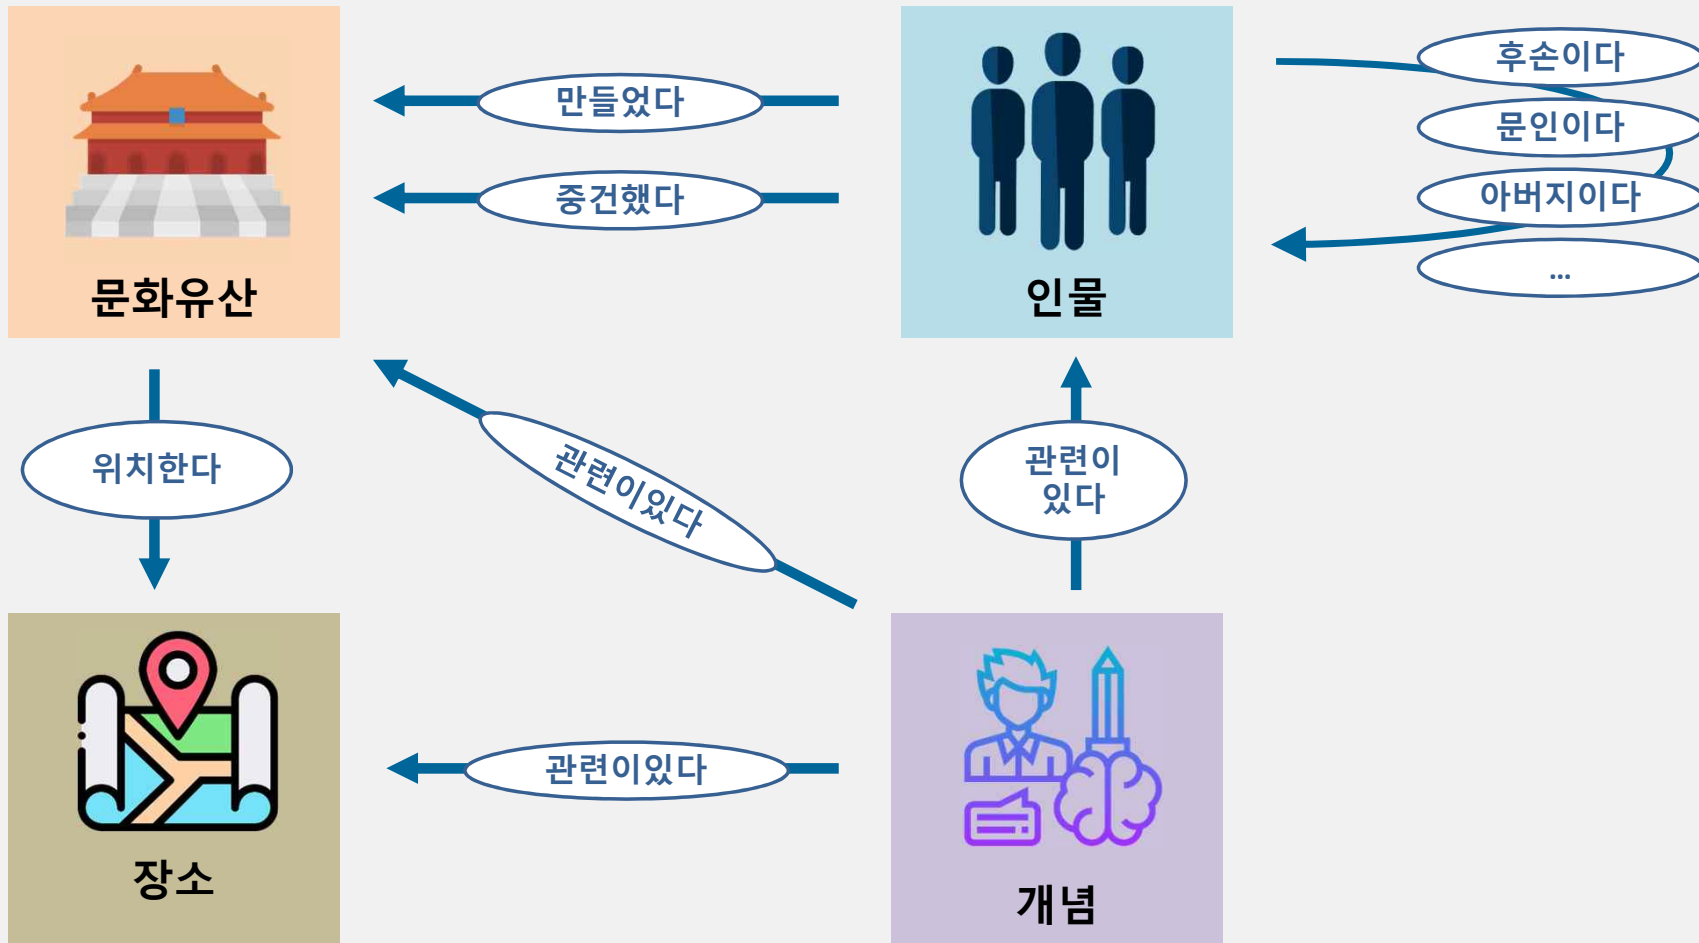 만들었다
중건했다
문화유산
인물
후손이다
문인이다
아버지이다
...
위치한다
관련이있다
관련이
있다
관련이있다
장소
개념